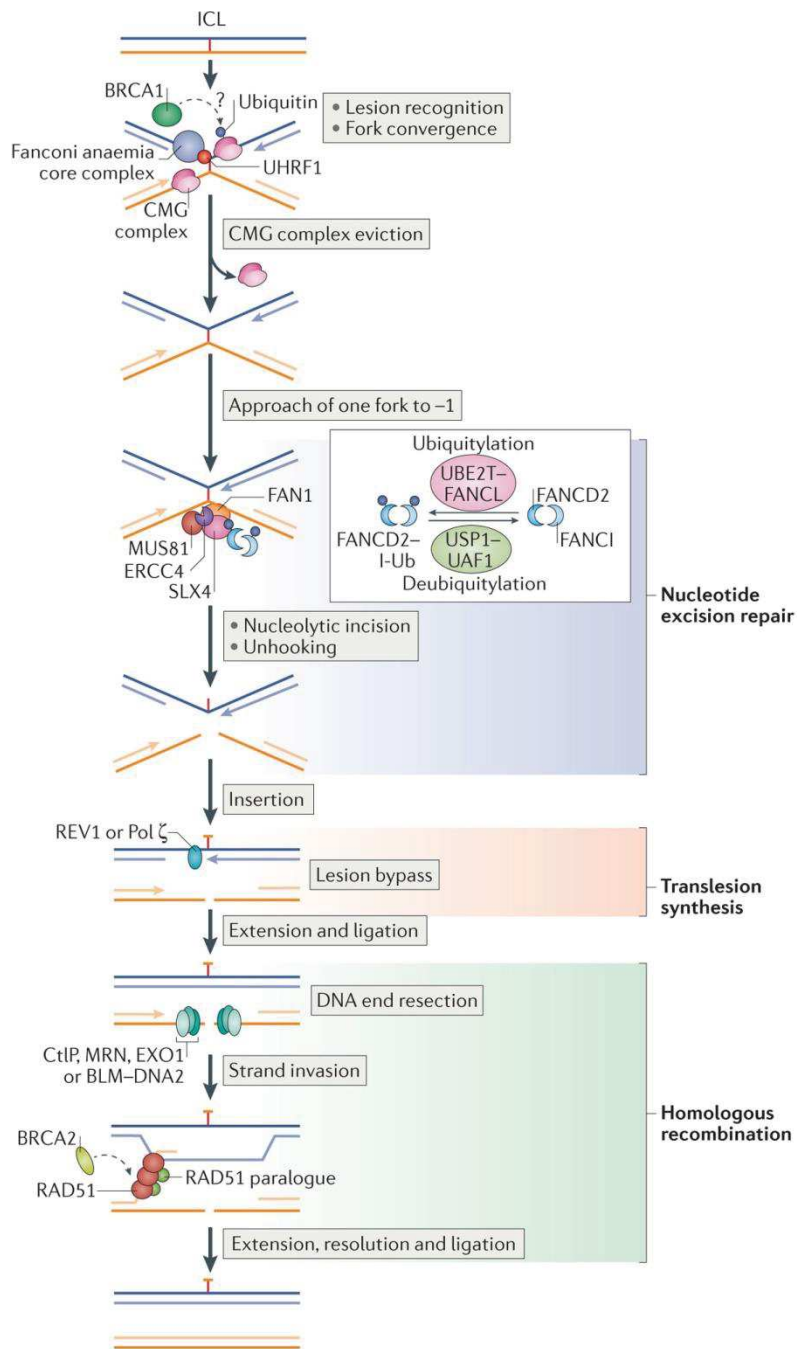 ICL
BRCA1
?
Ubiquitin
• Lesion recognition
• Fork convergence
Fanconi anaemia
core complex
UHRF1
CMG
complex
CMG complex eviction
Approach of one fork to –1
Ubiquitylation
UBE2T–
FANCL
FAN1
FANCD2
FANCD2–
I-Ub
USP1–
UAF1
FANCI
Deubiquitylation
MUS81
ERCC4
SLX4
Nucleotide
excision repair
• Nucleolytic incision
• Unhooking
Insertion
REV1 or Pol ζ
Lesion bypass
Translesion
synthesis
Extension and ligation
DNA end resection
CtIP, MRN, EXO1
or BLM–DNA2
Strand invasion
Homologous
recombination
BRCA2
RAD51 paralogue
RAD51
Extension, resolution and ligation